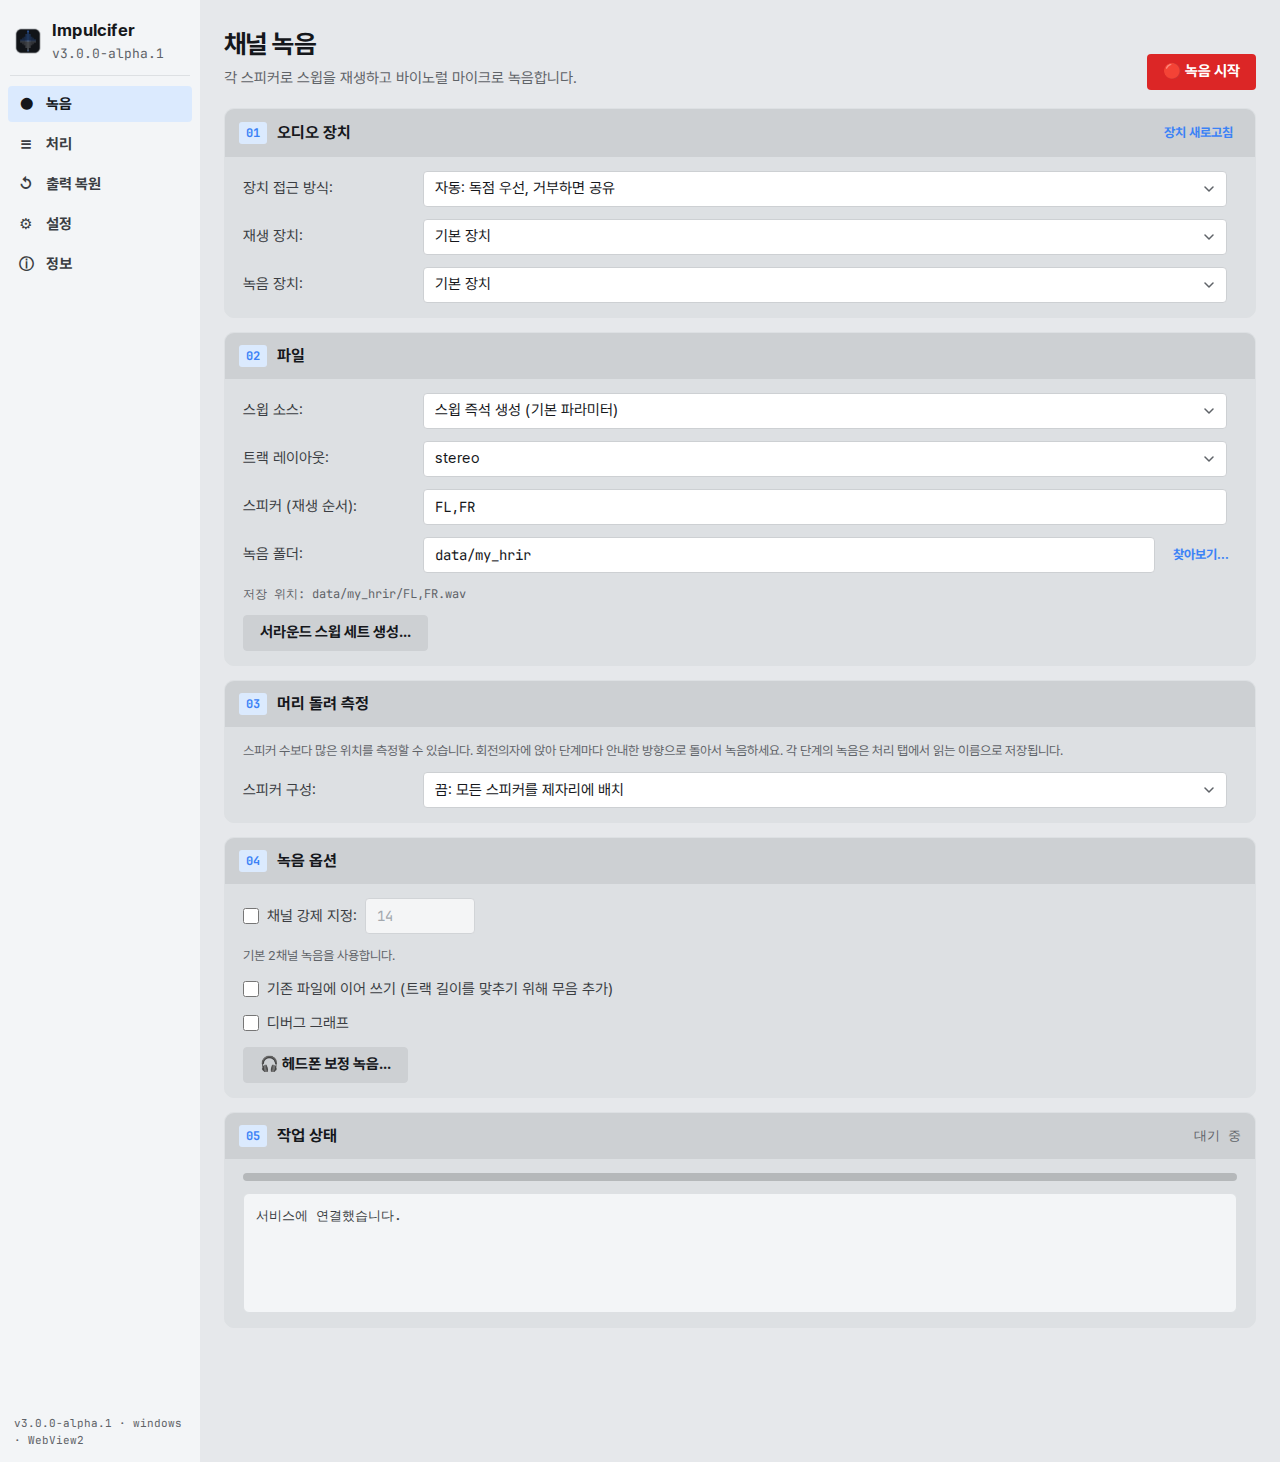 Impulcifer
v3.0.0-alpha.1
녹음
처리
출력 복원
설정
정보
v3.0.0-alpha.1 · windows
· WebView2
채널 녹음
각 스피커로 스윕을 재생하고 바이노럴 마이크로 녹음합니다.
녹음 시작
01 오디오 장치
장치 새로고침
장치 접근 방식: 자동: 독점 우선, 거부하면 공유
재생 장치: 기본 장치
녹음 장치: 기본 장치
02 파일
스윕 소스: 스윕 즉석 생성 (기본 파라미터)
트랙 레이아웃: stereo
스피커 (재생 순서): FL,FR
녹음 폴더: data/my_hrir 찾아보기...
저장 위치: data/my_hrir/FL,FR.wav
서라운드 스윕 세트 생성...
03 머리 돌려 측정
스피커 수보다 많은 위치를 측정할 수 있습니다. 회전의자에 앉아 단계마다 안내한 방향으로 돌아서 녹음하세요. 각 단계의 녹음은 처리 탭에서 읽는 이름으로 저장됩니다.
스피커 구성: 끔: 모든 스피커를 제자리에 배치
04 녹음 옵션
채널 강제 지정: 14
기본 2채널 녹음을 사용합니다.
기존 파일에 이어 쓰기 (트랙 길이를 맞추기 위해 무음 추가)
디버그 그래프
헤드폰 보정 녹음...
05 작업 상태
대기 중
서비스에 연결했습니다.